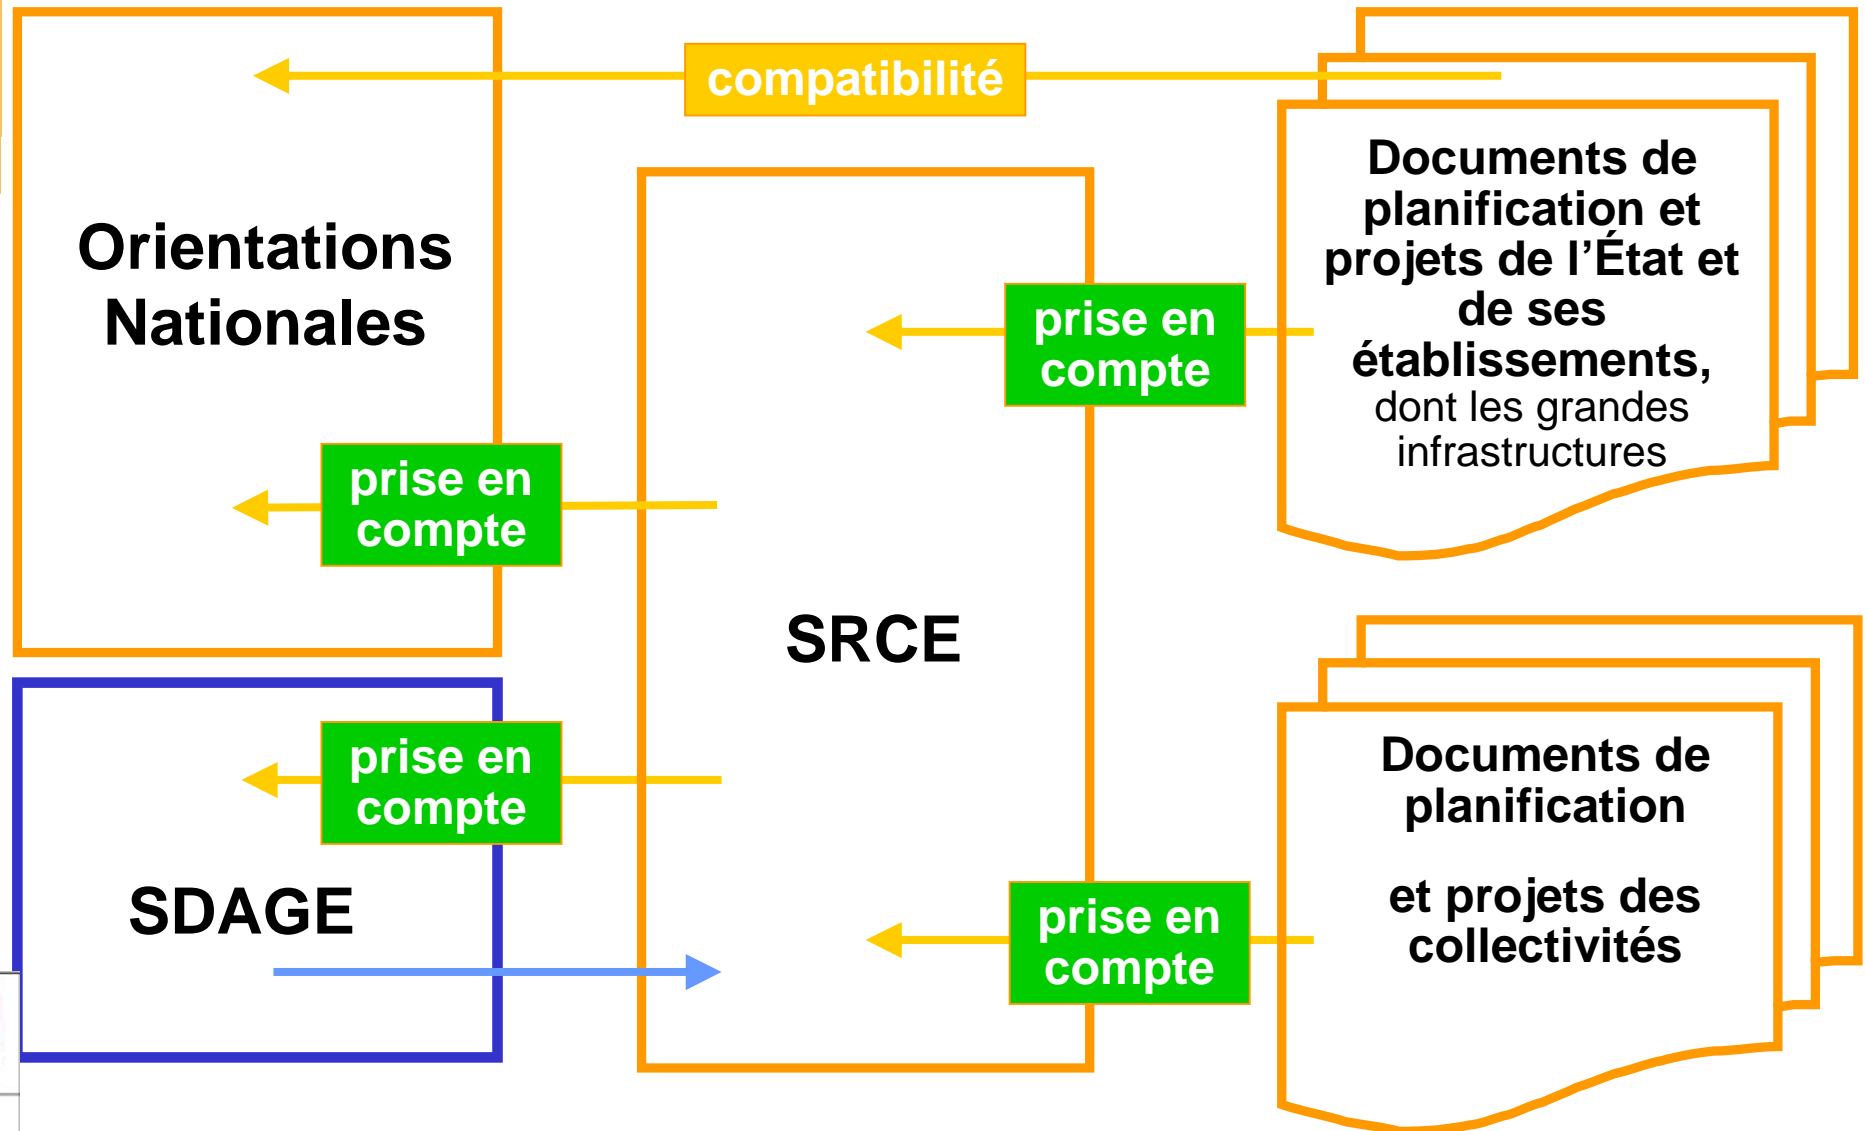 compatibilité
Orientations
Nationales
Documents de
planification et
projets de l’État et
de ses
établissements,
dont les grandes
infrastructures
prise en
compte
prise en
compte
SRCE
prise en
compte
SDAGE
prise en
compte
Documents de
planification
et projets des
collectivités